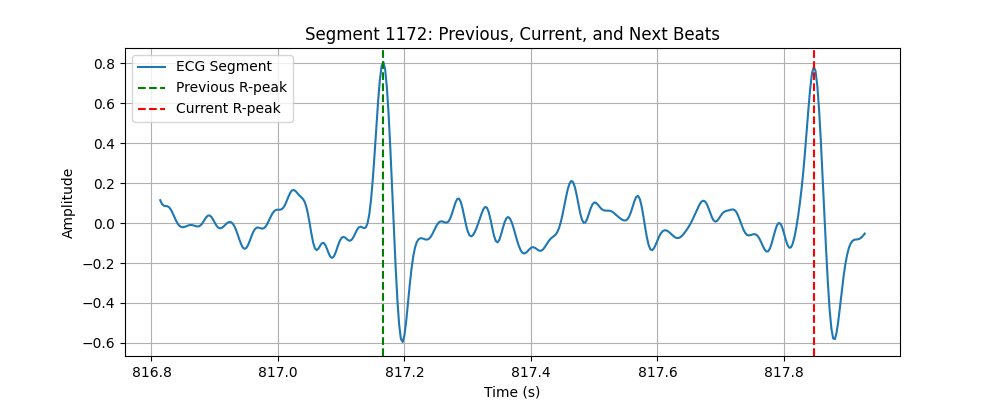 Segment 1172: Previous, Current, and Next Beats
ECG Segment
Previous R-peak
Current R-peak
Amplitude
0.8
0.6
0.4
0.2
0.0
−0.2
−0.4
−0.6
816.8 817.0 817.2 817.4 817.6 817.8
Time (s)